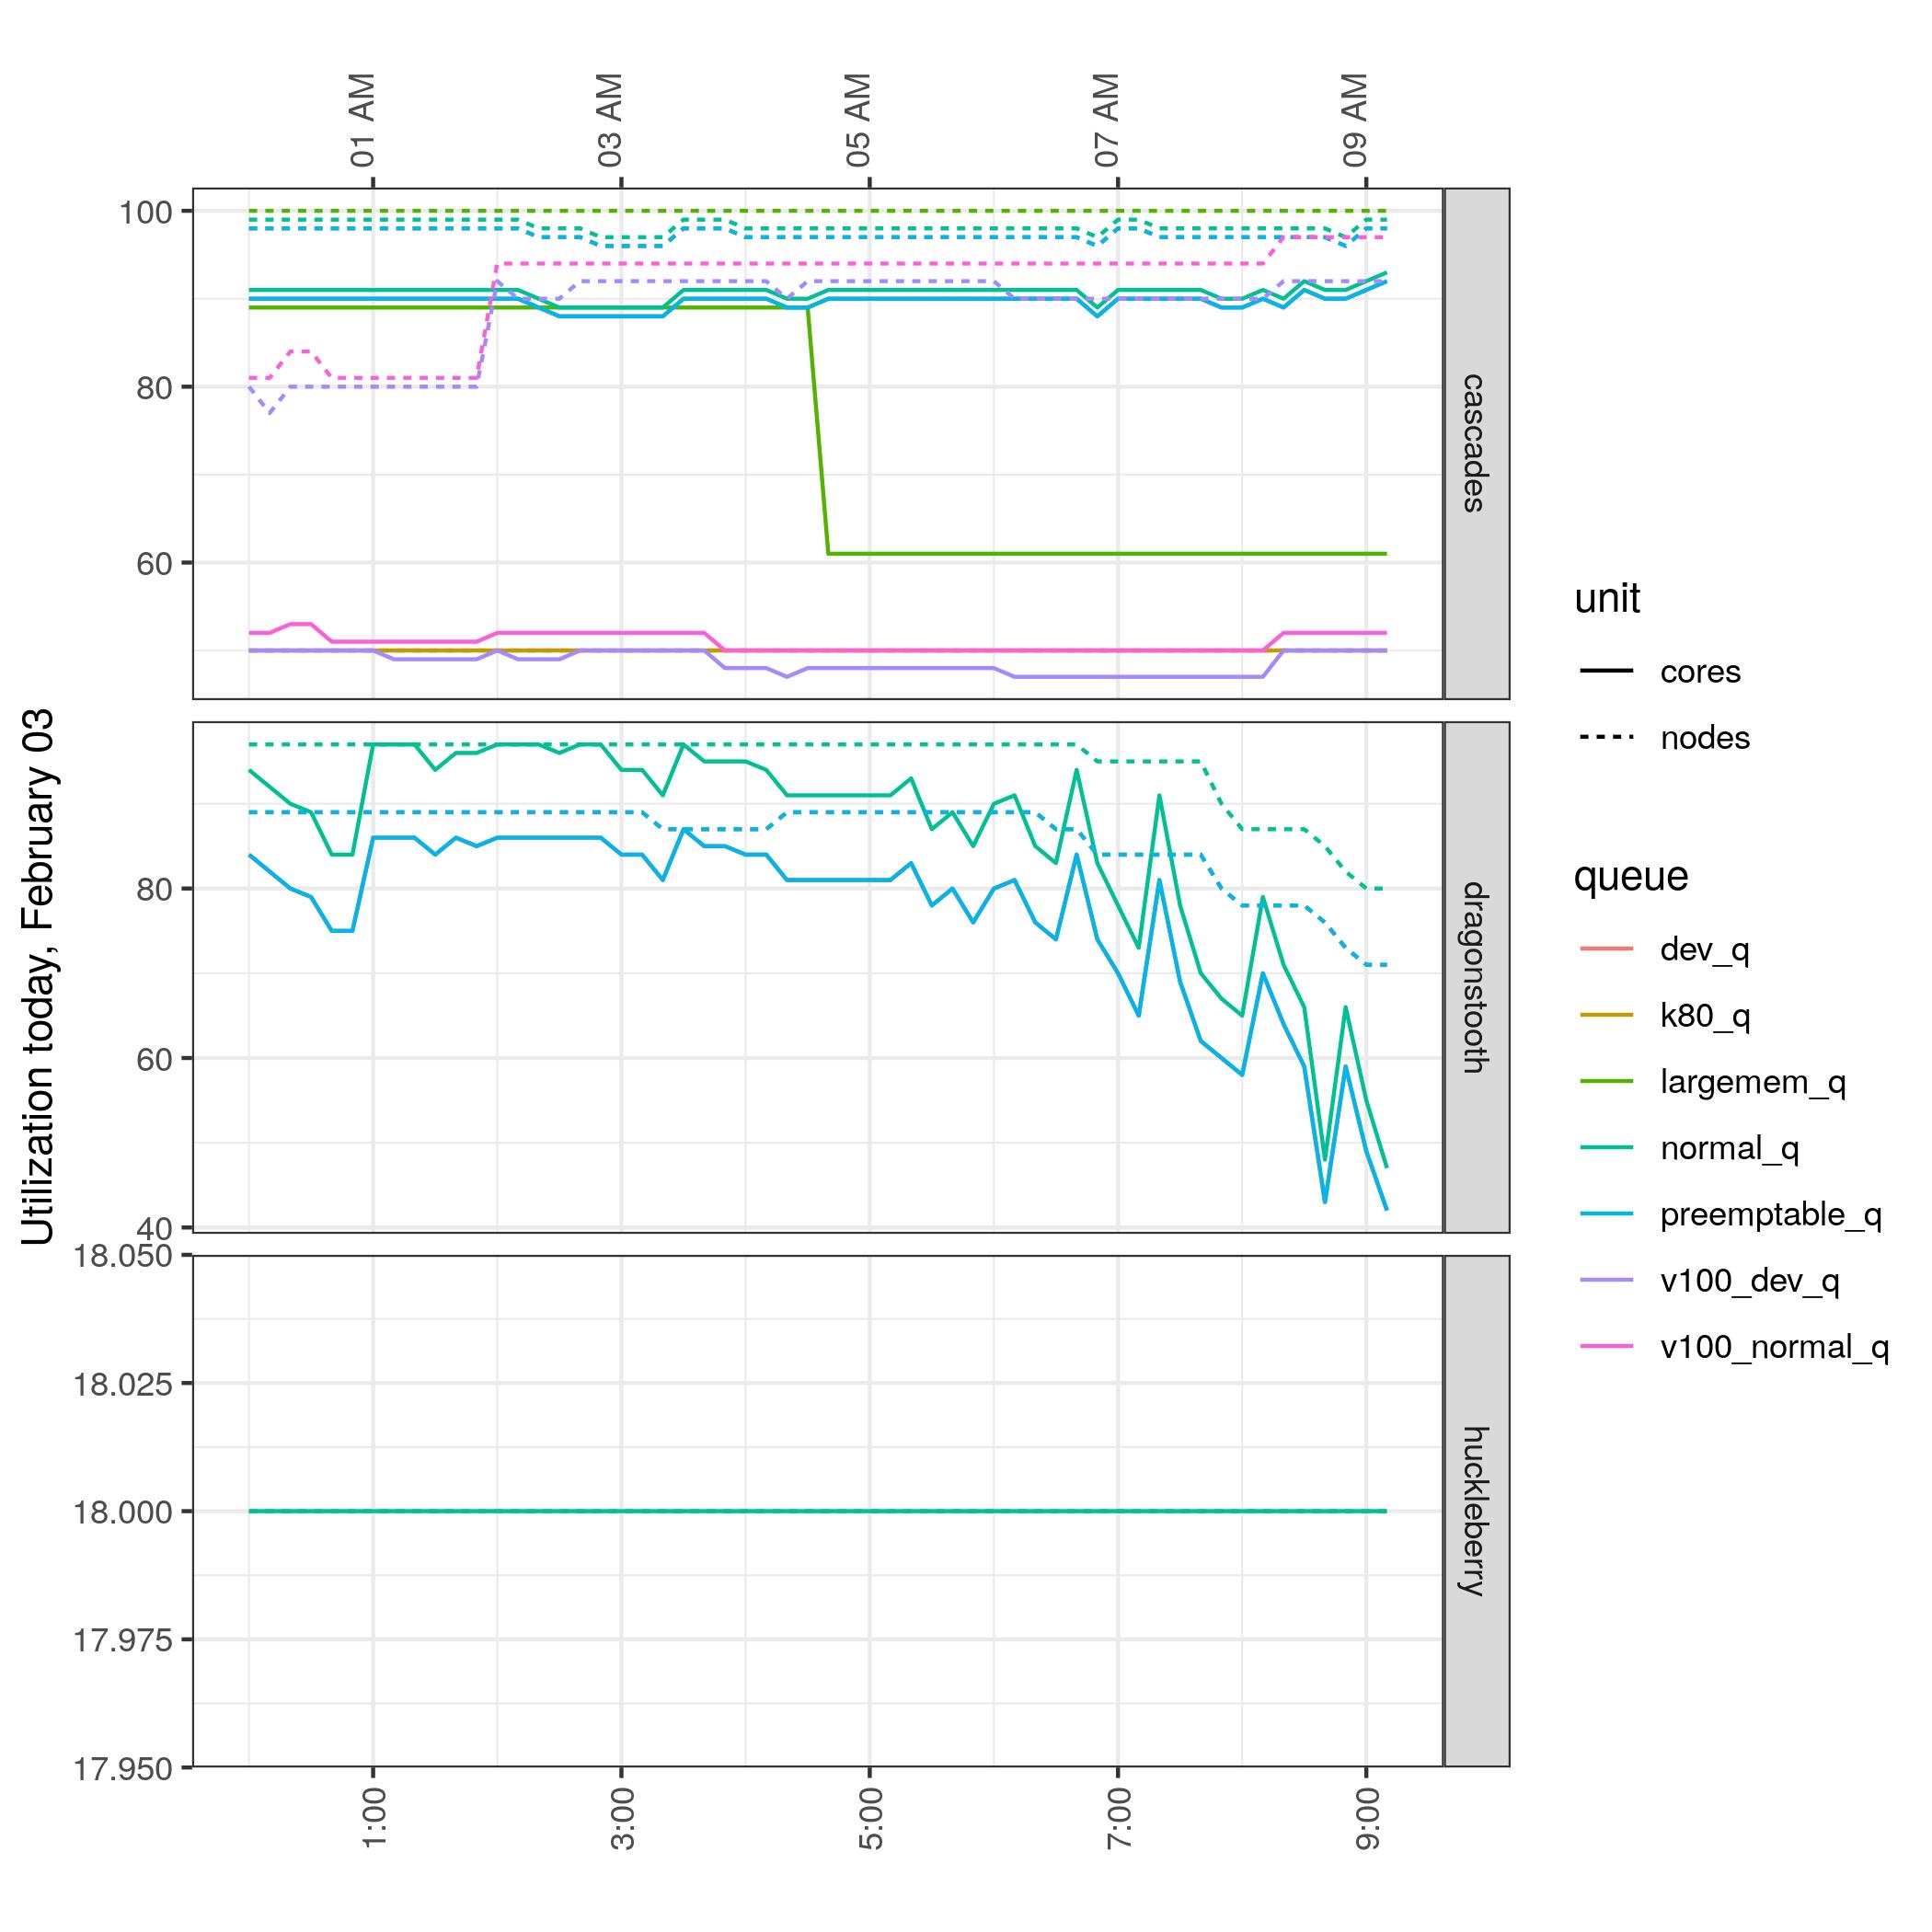 01 AM
03 AM
05 AM
07 AM
09 AM
100
80
60
cascades
80
60
40
dragonstooth
18.050
18.025
18.000
17.975
17.950
huckleberry
1:00
3:00
5:00
7:00
9:00
Utilization today, February 03
unit
cores
nodes
queue
dev_q
k80_q
largemem_q
normal_q
preemptable_q
v100_dev_q
v100_normal_q